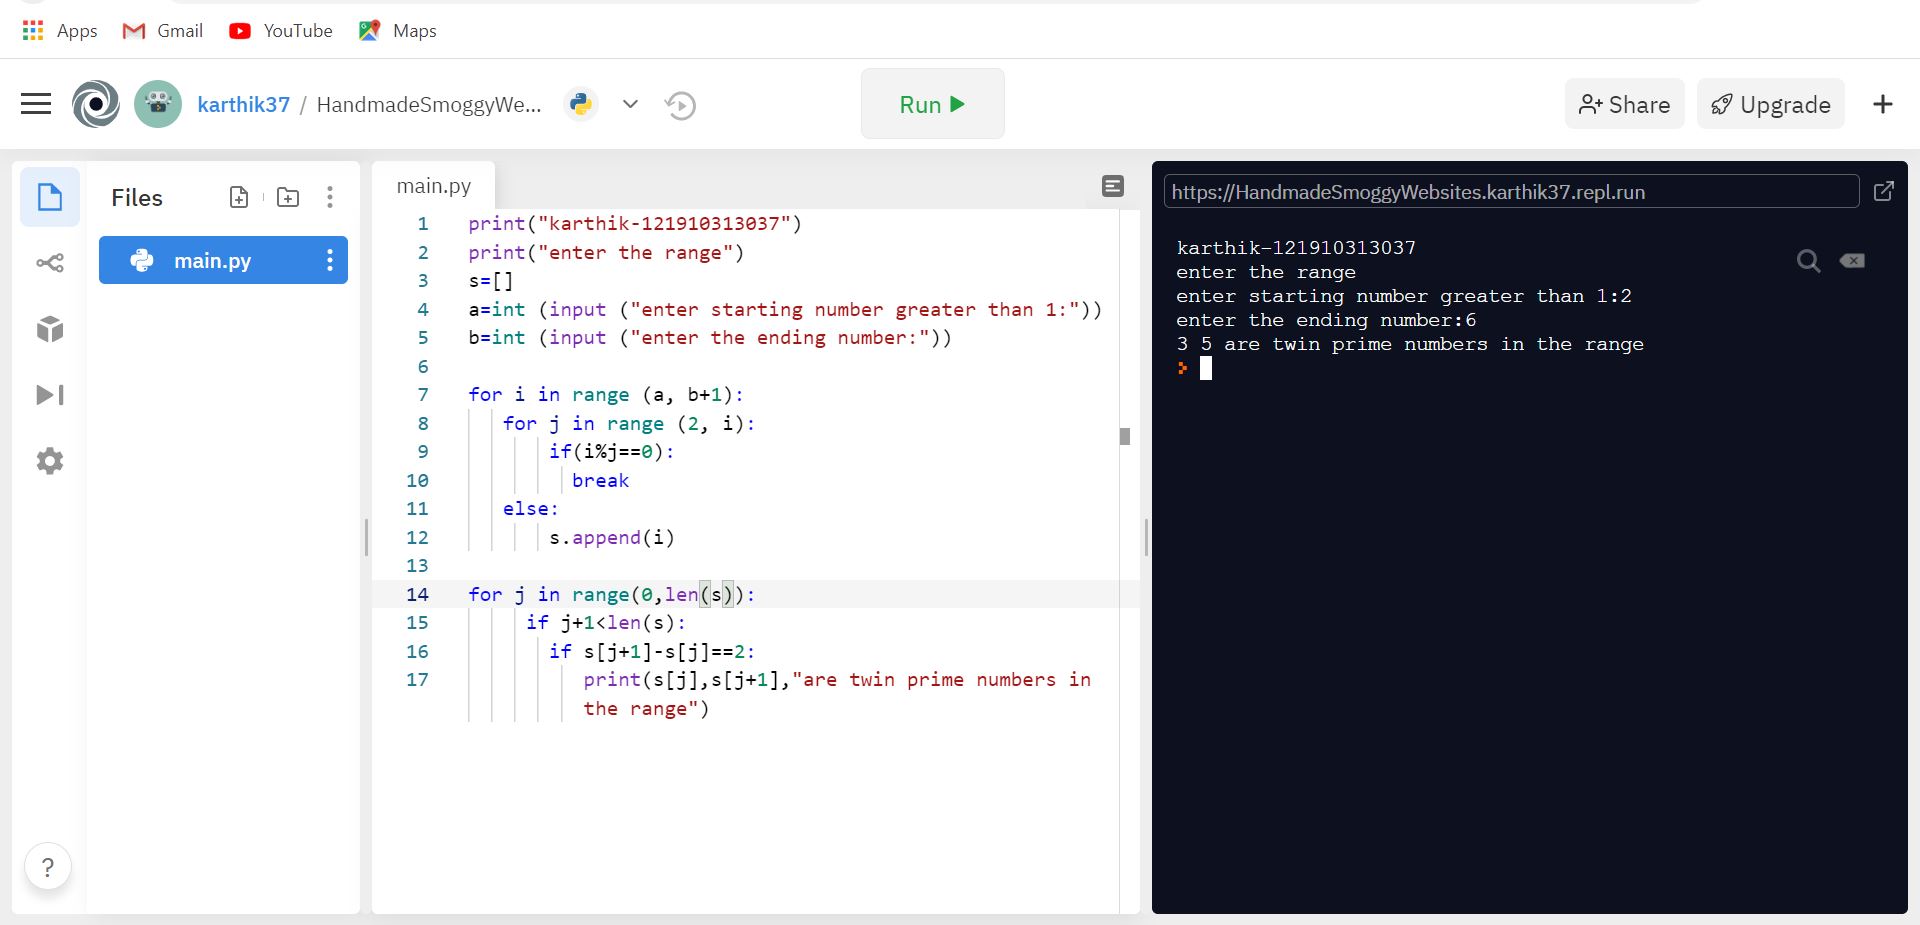 Apps Gmail YouTube Maps
karthik37 / HandmadeSmoggyWe... Run Share Upgrade +
Files
main.py
main.py
1 print("karthik-121910313037")
2 print("enter the range")
3 s=[]
4 a=int (input ("enter starting number greater than 1:"))
5 b=int (input ("enter the ending number:"))
6
7 for i in range (a, b+1):
8 for j in range (2, i):
9 if(i%j==0):
10 break
11 else:
12 s.append(i)
13
14 for j in range(0,len(s)):
15 if j+1<len(s):
16 if s[j+1]-s[j]==2:
17 print(s[j],s[j+1],"are twin prime numbers in
the range")
?
https://HandmadeSmoggyWebsites.karthik37.repl.run
karthik-121910313037
enter the range
enter starting number greater than 1:2
enter the ending number:6
3 5 are twin prime numbers in the range